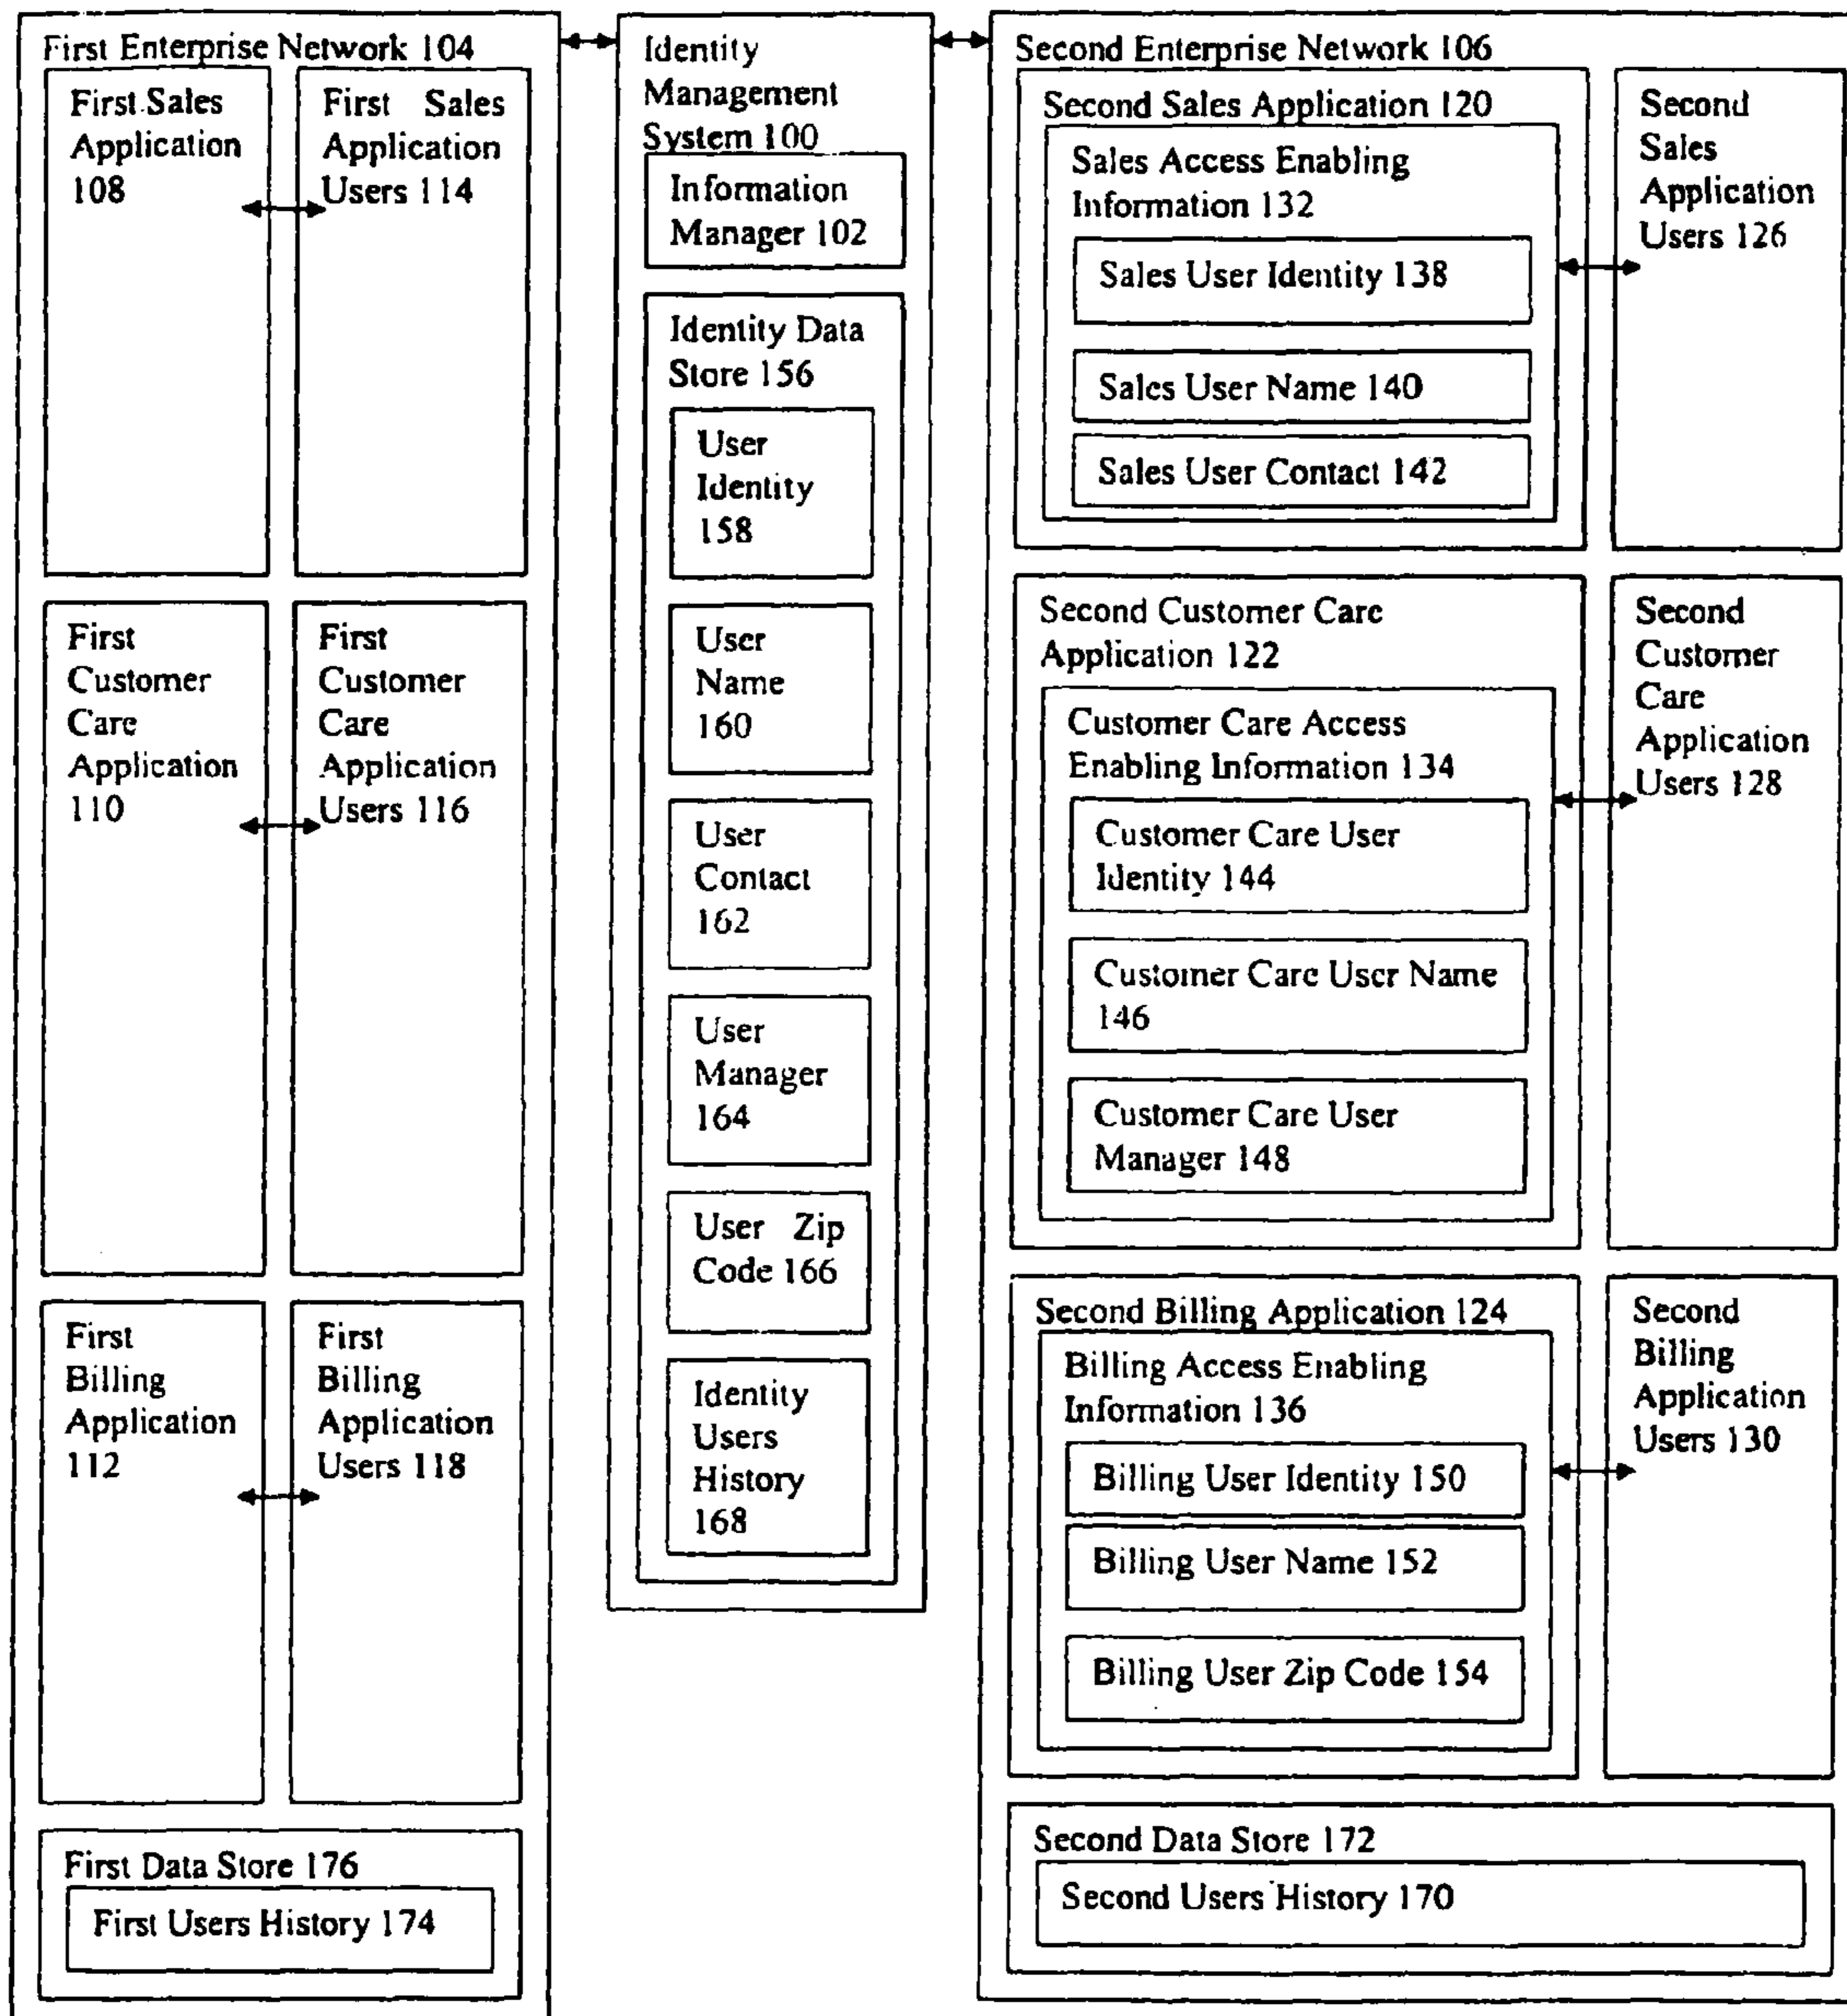 First Enterprise Network 104
First Sales
Application
108
First Sales
Application
Users 114
First
Customer
Care
Application
110
First
Customer
Care
Application
Users 116
First
Billing
Application
112
First
Billing
Application
Users 118
First Data Store 176
First Users History 174
Identity
Management
System 100
Information
Manager 102
Identity Data
Store 156
User
Identity
158
User
Name
160
User
Contact
162
User
Manager
164
User Zip
Code 166
Identity
Users
History
168
Second Enterprise Network 106
Second Sales Application 120
Sales Access Enabling
Information 132
Sales User Identity 138
Sales User Name 140
Sales User Contact 142
Second
Sales
Application
Users 126
Second Customer Care
Application 122
Customer Care Access
Enabling Information 134
Customer Care User
Identity 144
Customer Care User Name
146
Customer Care User
Manager 148
Second
Customer
Care
Application
Users 128
Second Billing Application 124
Billing Access Enabling
Information 136
Billing User Identity 150
Billing User Name 152
Billing User Zip Code 154
Second
Billing
Application
Users 130
Second Data Store 172
Second Users History 170